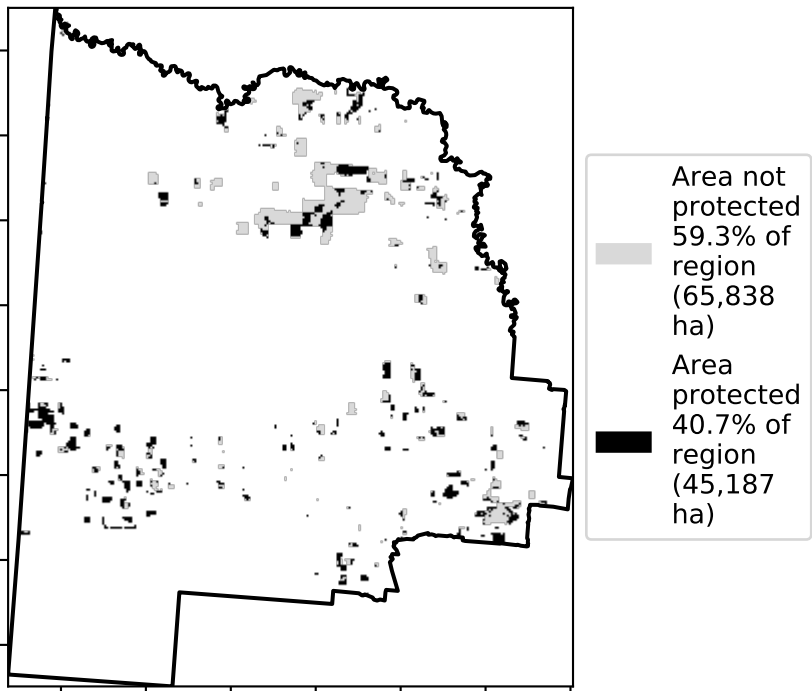 Area not
protected
59.3% of
region
(65,838
ha)
Area
protected
40.7% of
region
(45,187
ha)